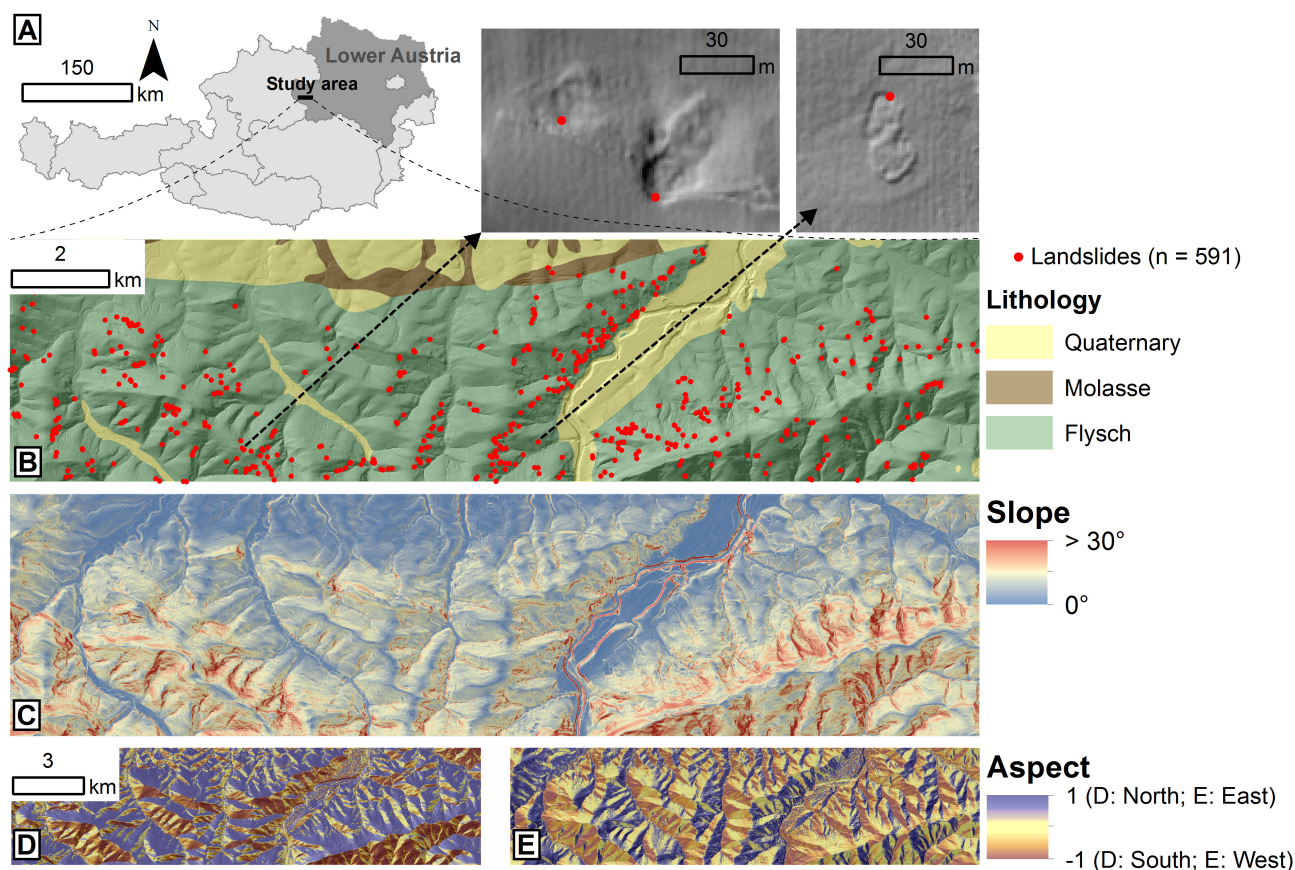 A
N
150
km
Lower Austria
Study area
30
m
30
m
2
km
B
Landslides (n = 591)
Lithology
Quaternary
Molasse
Flysch
C
Slope
> 30°
0°
3
km
D
E
Aspect
1 (D: North; E: East)
-1 (D: South; E: West)